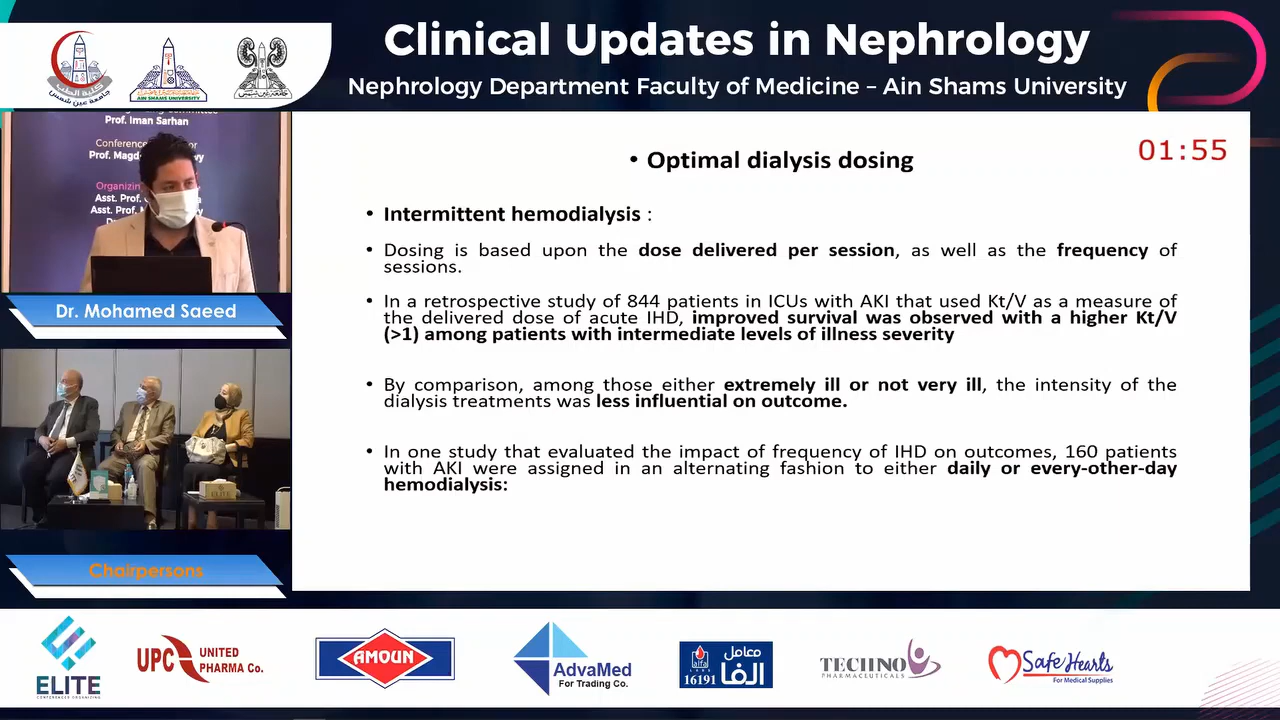 Clinical Updates in Nephrology
Nephrology Department Faculty of Medicine – Ain Shams University
AIN SHAMS UNIVERSITY
Prof. Iman Sarhan
Prof. Magd
Organizin
Asst. Prof.
Asst. Prof. M
Dr. Mohamed Saeed
Chairpersons
01:55
• Optimal dialysis dosing
• Intermittent hemodialysis :
• Dosing is based upon the dose delivered per session, as well as the frequency of
sessions.
• In a retrospective study of 844 patients in ICUs with AKI that used Kt/V as a measure of
the delivered dose of acute IHD, improved survival was observed with a higher Kt/V
(>1) among patients with intermediate levels of illness severity
• By comparison, among those either extremely ill or not very ill, the intensity of the
dialysis treatments was less influential on outcome.
• In one study that evaluated the impact of frequency of IHD on outcomes, 160 patients
with AKI were assigned in an alternating fashion to either daily or every-other-day
hemodialysis:
ELITE
CONFERENCES ORGANIZING
UPC UNITED
PHARMA Co.
AMOUN
AdvaMed
For Trading Co.
معامل
الفا
alfa
LABS
16191
TECHNO
PHARMACEUTICALS
Safe Hearts
For Medical Supplies